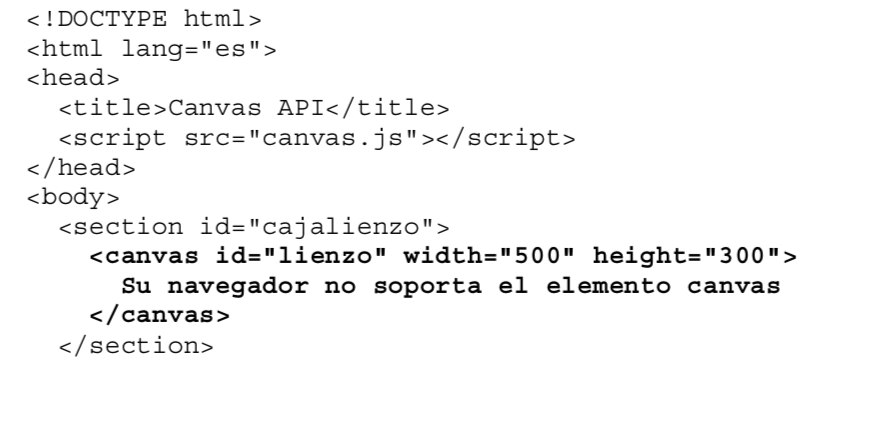 <!DOCTYPE html>
<html lang="es">
<head>
  <title>Canvas API</title>
  <script src="canvas.js"></script>
</head>
<body>
  <section id="cajalienzo">
    <canvas id="lienzo" width="500" height="300">
      Su navegador no soporta el elemento canvas
    </canvas>
  </section>